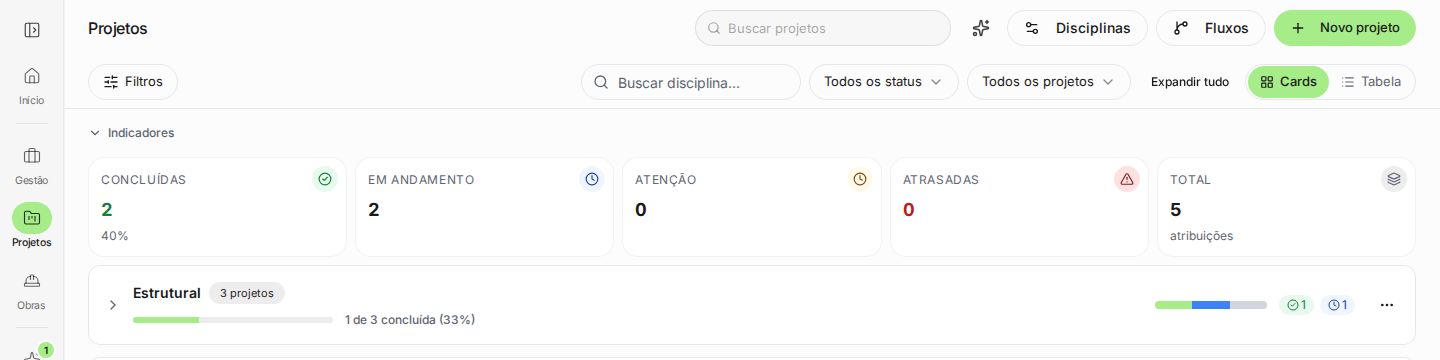 Projetos
Buscar projetos
Disciplinas
Fluxos
Novo projeto
Início
Filtros
Buscar disciplina...
Todos os status
Todos os projetos
Expandir tudo
Cards
Tabela
Indicadores
Gestão
CONCLUÍDAS
2
40%
EM ANDAMENTO
2
ATENÇÃO
0
ATRASADAS
0
TOTAL
5
atribuições
Projetos
Obras
Estrutural
3 projetos
1 de 3 concluída (33%)
1
1
1